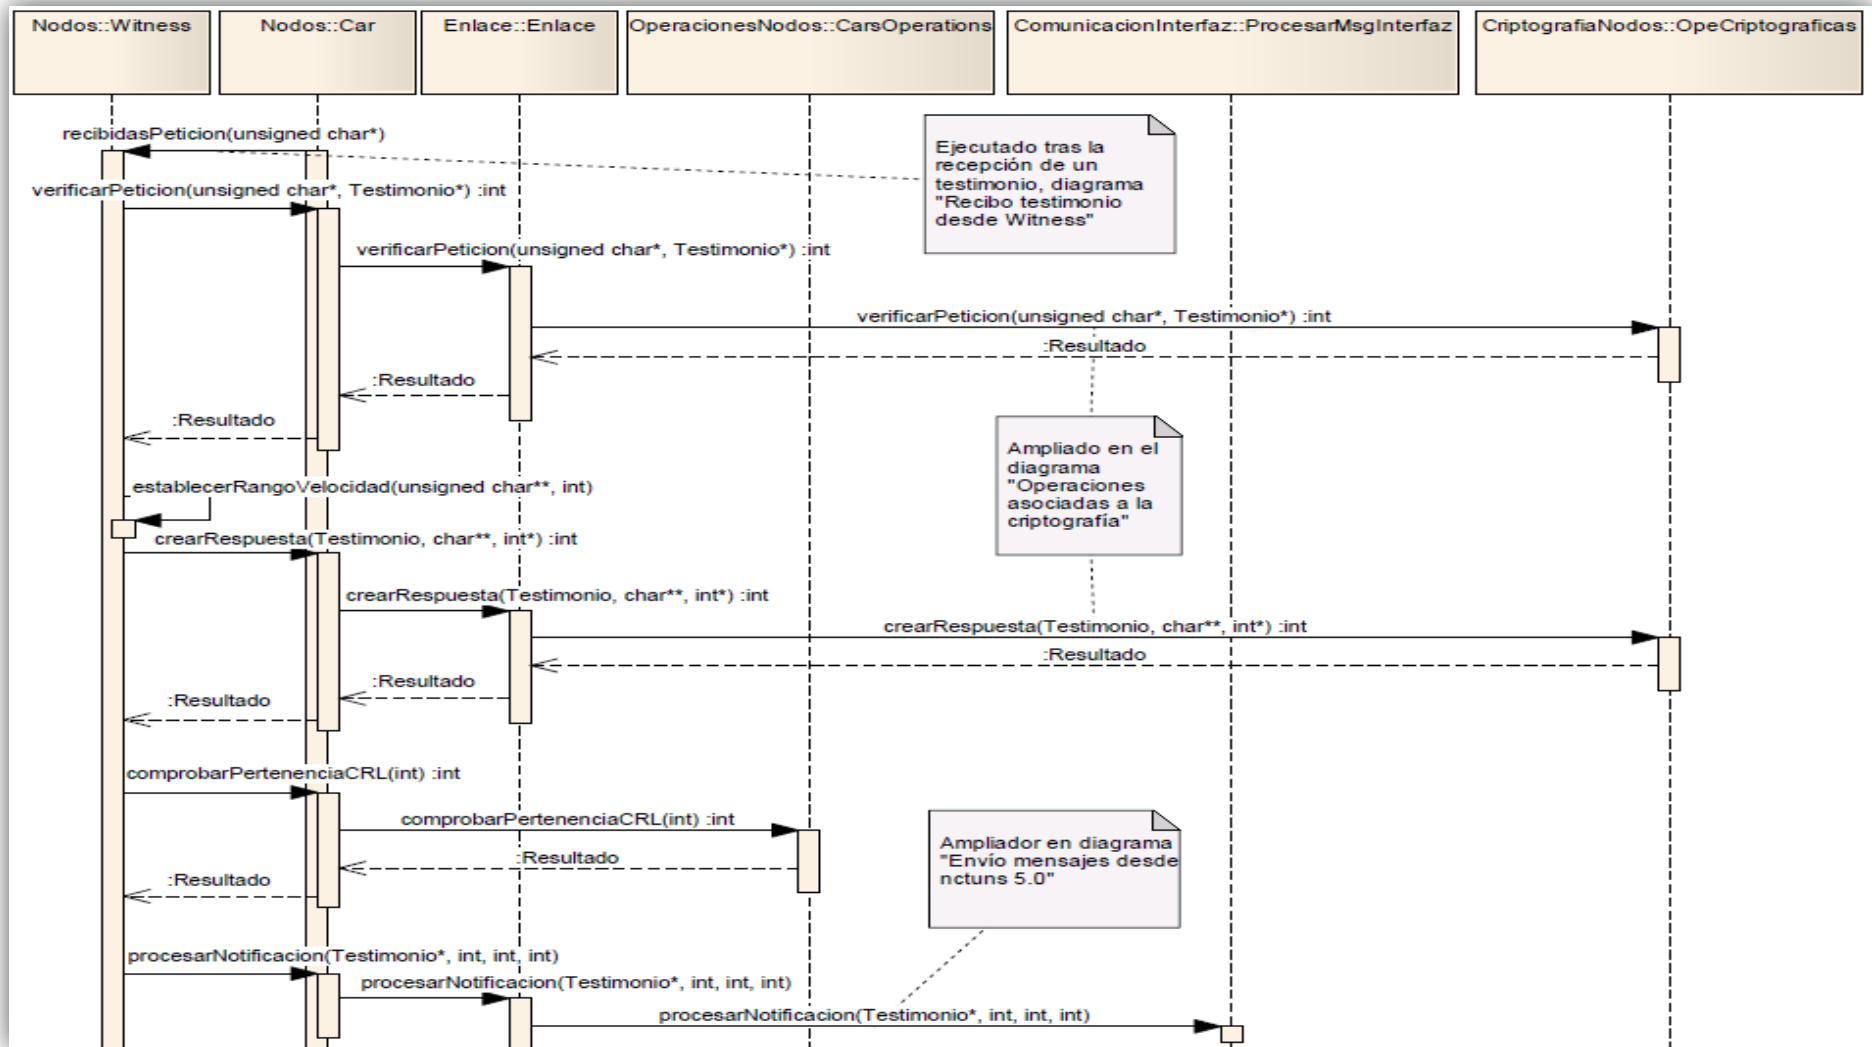 Nodos::Witness
Nodos::Car
Enlace::Enlace
OperacionesNodos::CarsOperations
ComunicacionInterfaz::ProcesarMsgInterfaz
CriptografiaNodos::OpeCriptograficas
recibidasPeticion(unsigned char*)
Ejecutado tras la
recepción de un
testimonio, diagrama
"Recibo testimonio
desde Witness"
verificarPeticion(unsigned char*, Testimonio*) :int
verificarPeticion(unsigned char*, Testimonio*) :int
verificarPeticion(unsigned char*, Testimonio*) :int
:Resultado
:Resultado
:Resultado
Ampliado en el
diagrama
"Operaciones
asociadas a la
criptografía"
establecerRangoVelocidad(unsigned char**, int)
crearRespuesta(Testimonio, char**, int*) :int
crearRespuesta(Testimonio, char**, int*) :int
crearRespuesta(Testimonio, char**, int*) :int
:Resultado
:Resultado
:Resultado
comprobarPertenenciaCRL(int) :int
comprobarPertenenciaCRL(int) :int
:Resultado
:Resultado
Ampliador en diagrama
"Envío mensajes desde
nctuns 5.0"
procesarNotificacion(Testimonio*, int, int, int)
procesarNotificacion(Testimonio*, int, int, int)
procesarNotificacion(Testimonio*, int, int, int)